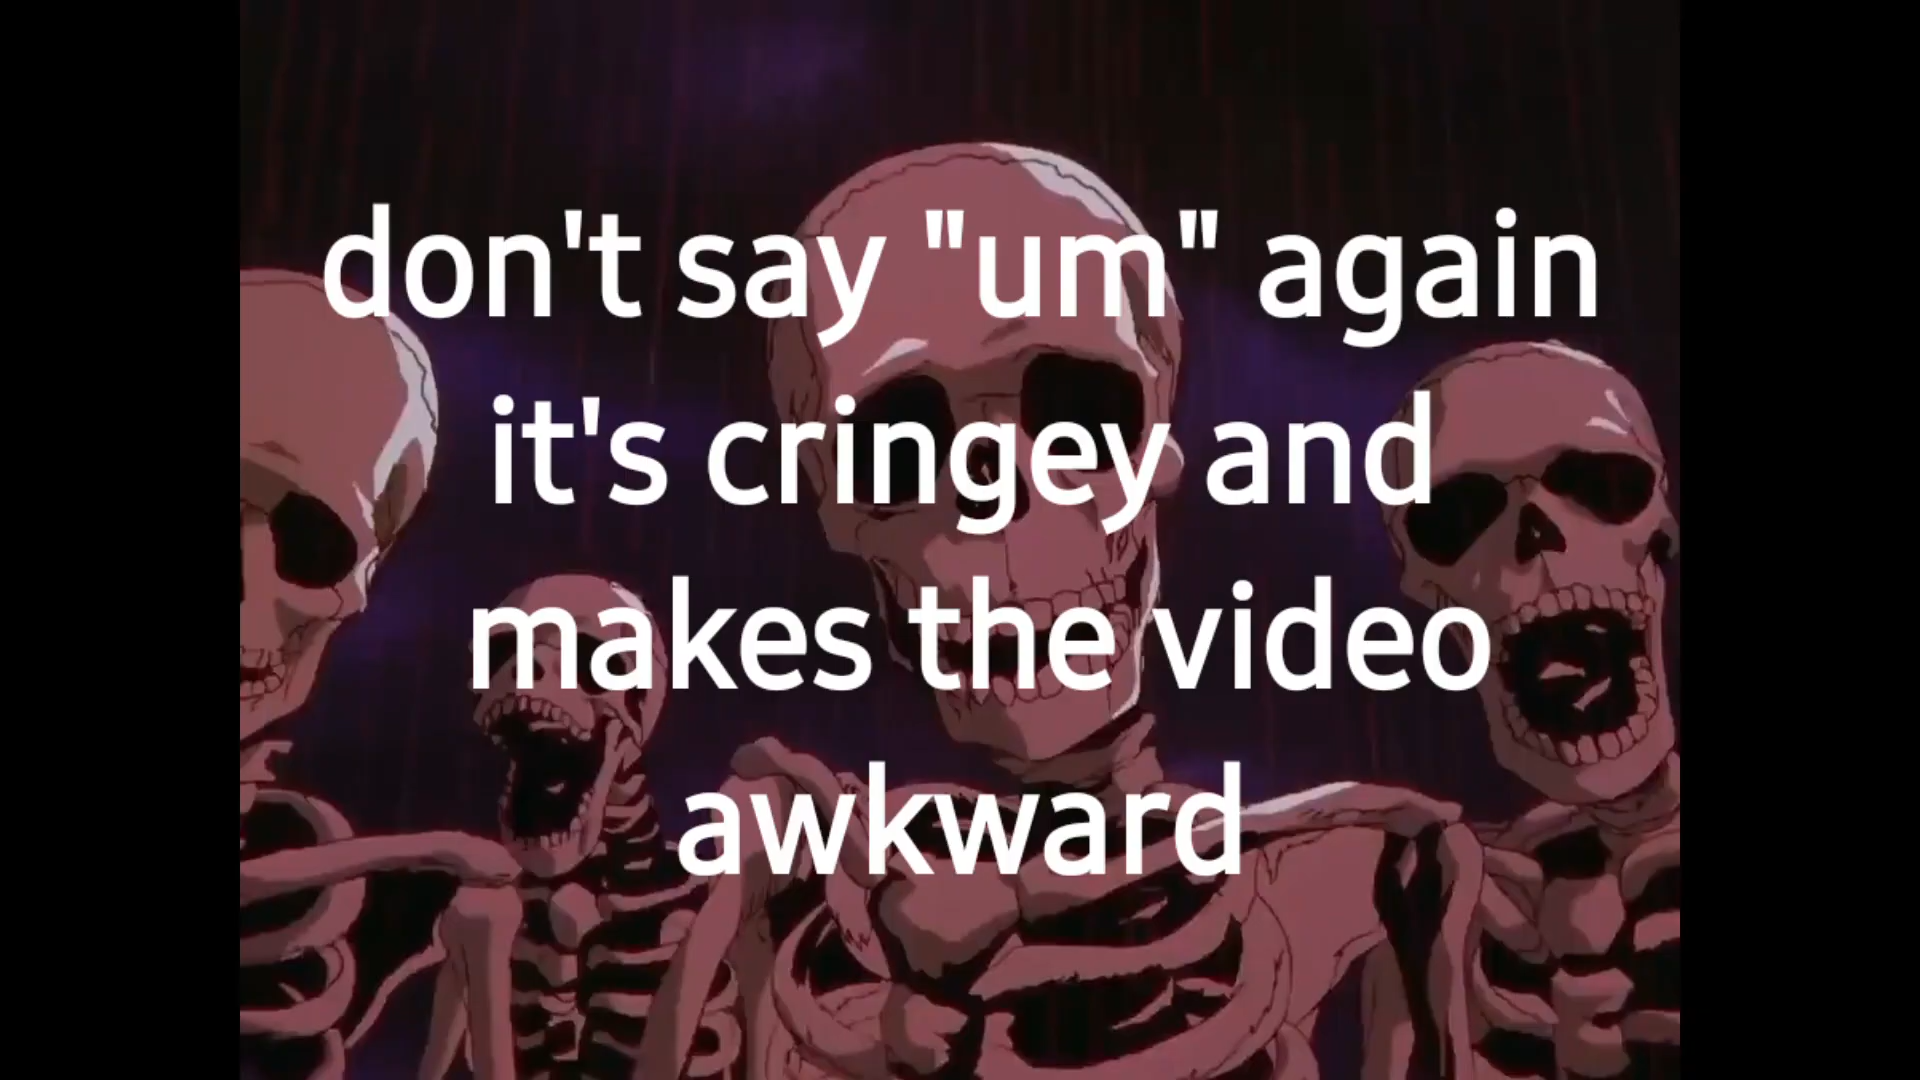 don't say "um" again
it's cringey and
makes the video
awkward